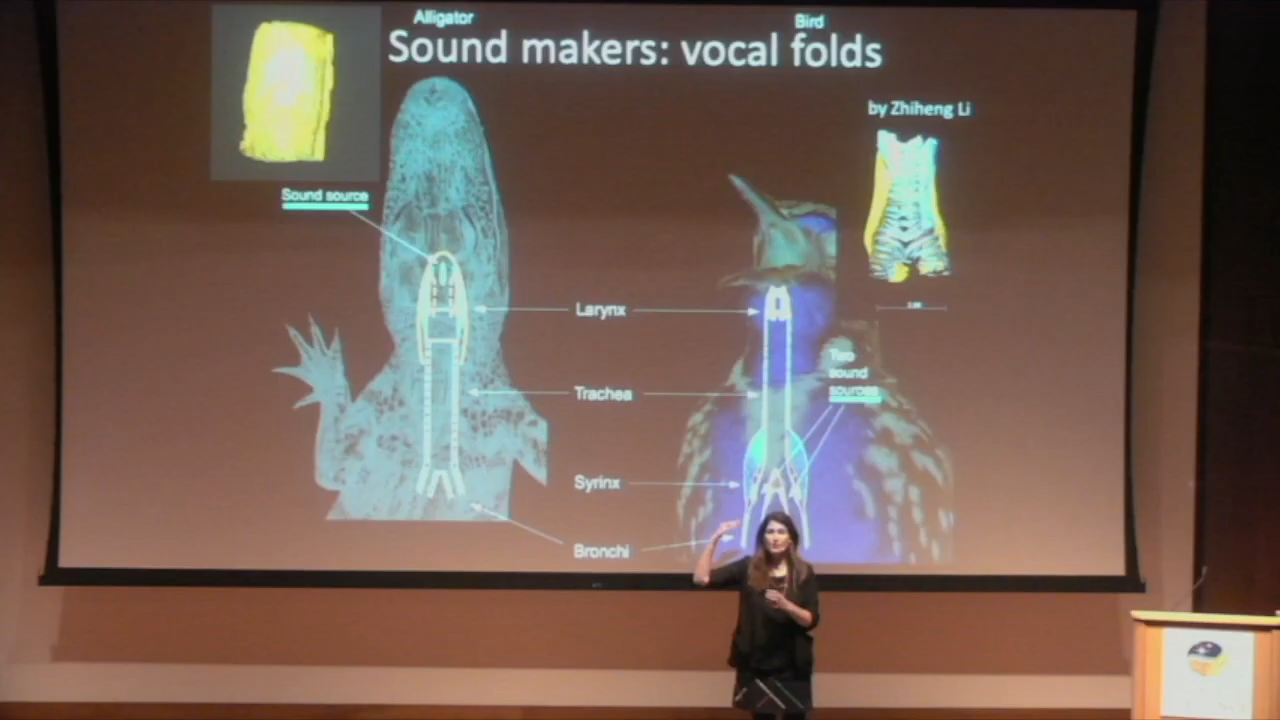 Alligator
Bird
Sound makers: vocal folds
by Zhiheng Li
Sound source
Larynx
Two
sound
sources
Trachea
Syrinx
Bronchi